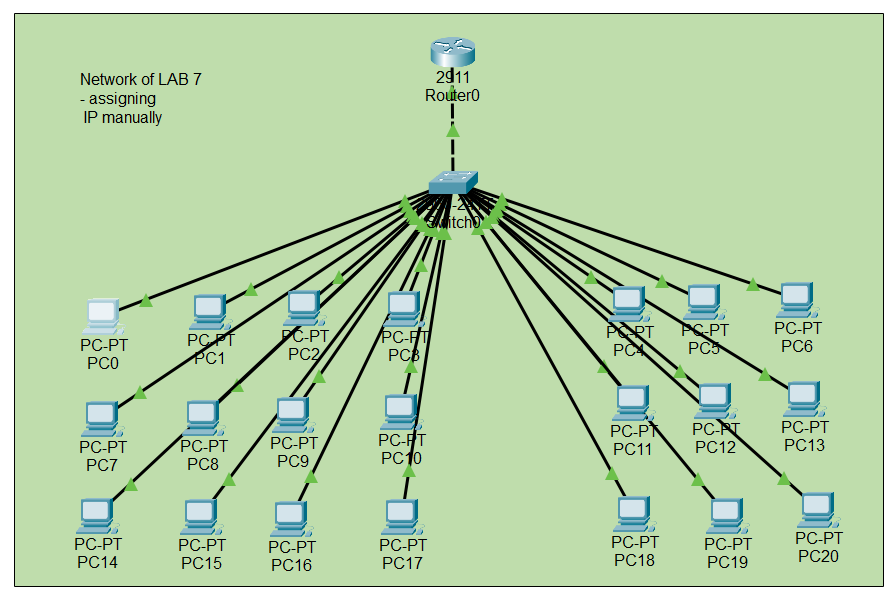 Network of LAB 7
- assigning
IP manually
2911
Router0
Switch0
PC-PT
PC0
PC-PT
PC1
PC-PT
PC2
PC-PT
PC3
PC-PT
PC4
PC-PT
PC5
PC-PT
PC6
PC-PT
PC7
PC-PT
PC8
PC-PT
PC9
PC-PT
PC10
PC-PT
PC11
PC-PT
PC12
PC-PT
PC13
PC-PT
PC14
PC-PT
PC15
PC-PT
PC16
PC-PT
PC17
PC-PT
PC18
PC-PT
PC19
PC-PT
PC20